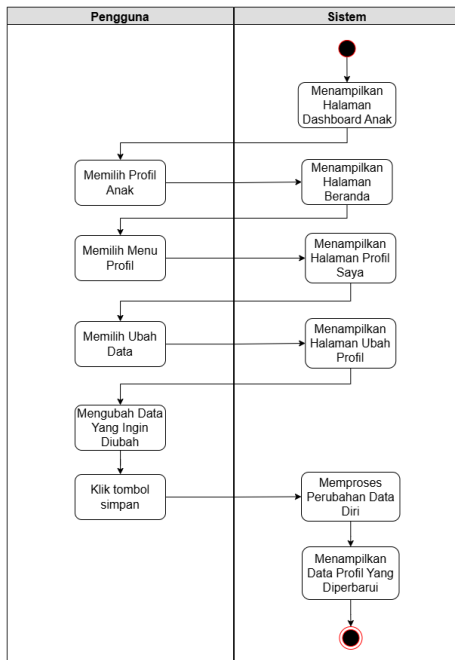 Pengguna
Sistem
Menampilkan
Halaman
Dashboard Anak
Memilih Profil
Anak
Menampilkan
Halaman
Beranda
Memilih Menu
Profil
Menampilkan
Halaman Profil
Saya
Memilih Ubah
Data
Menampilkan
Halaman Ubah
Profil
Mengubah Data
Yang Ingin
Diubah
Klik tombol
simpan
Memproses
Perubahan Data
Diri
Menampilkan
Data Profil Yang
Diperbarui